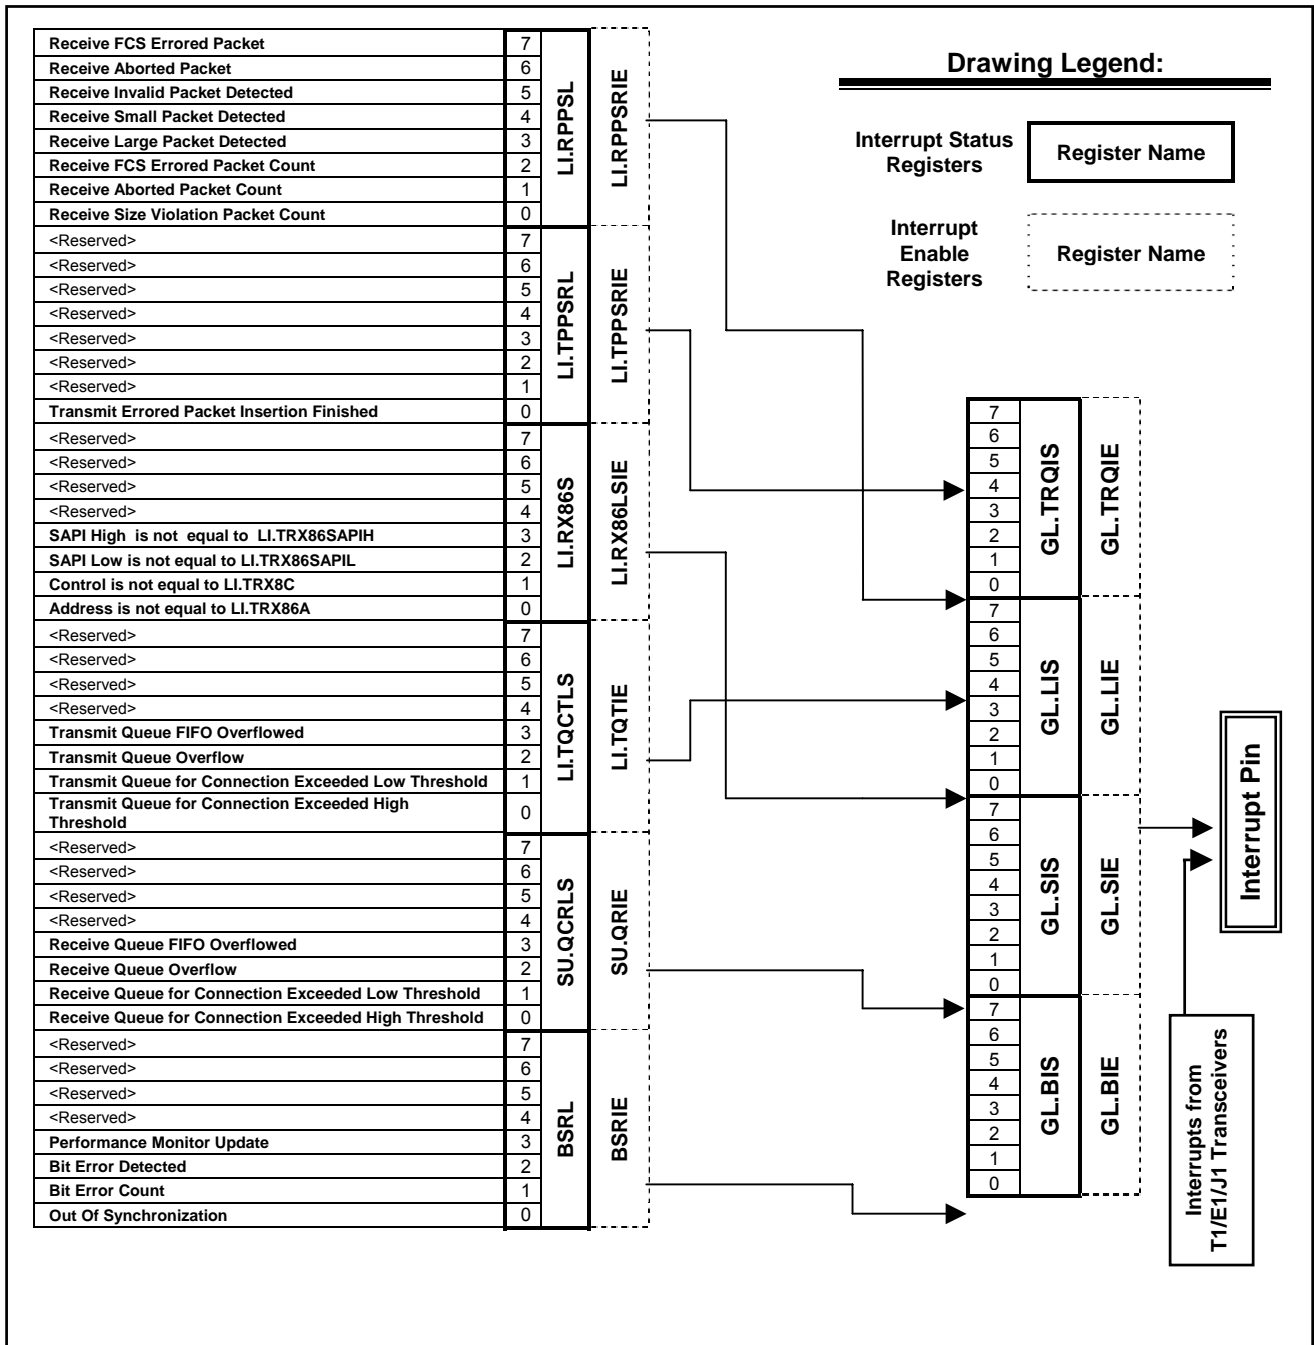 Receive FCS Errored Packet 7
Receive Aborted Packet 6
Receive Invalid Packet Detected 5
Receive Small Packet Detected 4
Receive Large Packet Detected 3
Receive FCS Errored Packet Count 2
Receive Aborted Packet Count 1
Receive Size Violation Packet Count 0
LI.RPPSL
LI.RPPSRIE
<Reserved> 7
<Reserved> 6
<Reserved> 5
<Reserved> 4
<Reserved> 3
<Reserved> 2
<Reserved> 1
Transmit Errored Packet Insertion Finished 0
LI.TPPSRL
LI.TPPSRIE
<Reserved> 7
<Reserved> 6
<Reserved> 5
<Reserved> 4
SAPI High is not equal to LI.TRX86SAPIH 3
SAPI Low is not equal to LI.TRX86SAPIL 2
Control is not equal to LI.TRX8C 1
Address is not equal to LI.TRX86A 0
LI.RX86S
LI.RX86LSIE
<Reserved> 7
<Reserved> 6
<Reserved> 5
<Reserved> 4
Transmit Queue FIFO Overflowed 3
Transmit Queue Overflow 2
Transmit Queue for Connection Exceeded Low Threshold 1
Transmit Queue for Connection Exceeded High
Threshold 0
LI.TQCTLS
LI.TQTIE
<Reserved> 7
<Reserved> 6
<Reserved> 5
<Reserved> 4
Receive Queue FIFO Overflowed 3
Receive Queue Overflow 2
Receive Queue for Connection Exceeded Low Threshold 1
Receive Queue for Connection Exceeded High Threshold 0
SU.QCRLS
SU.QRIE
<Reserved> 7
<Reserved> 6
<Reserved> 5
<Reserved> 4
Performance Monitor Update 3
Bit Error Detected 2
Bit Error Count 1
Out Of Synchronization 0
BSRL
BSRIE
Drawing Legend:
Interrupt Status
Registers
Register Name
Interrupt
Enable
Registers
Register Name
7
6
5
4
3
2
1
0
GL.TRQIS
GL.TRQIE
7
6
5
4
3
2
1
0
GL.LIS
GL.LIE
7
6
5
4
3
2
1
0
GL.SIS
GL.SIE
7
6
5
4
3
2
1
0
GL.BIS
GL.BIE
Interrupt Pin
Interrupts from
T1/E1/J1 Transceivers